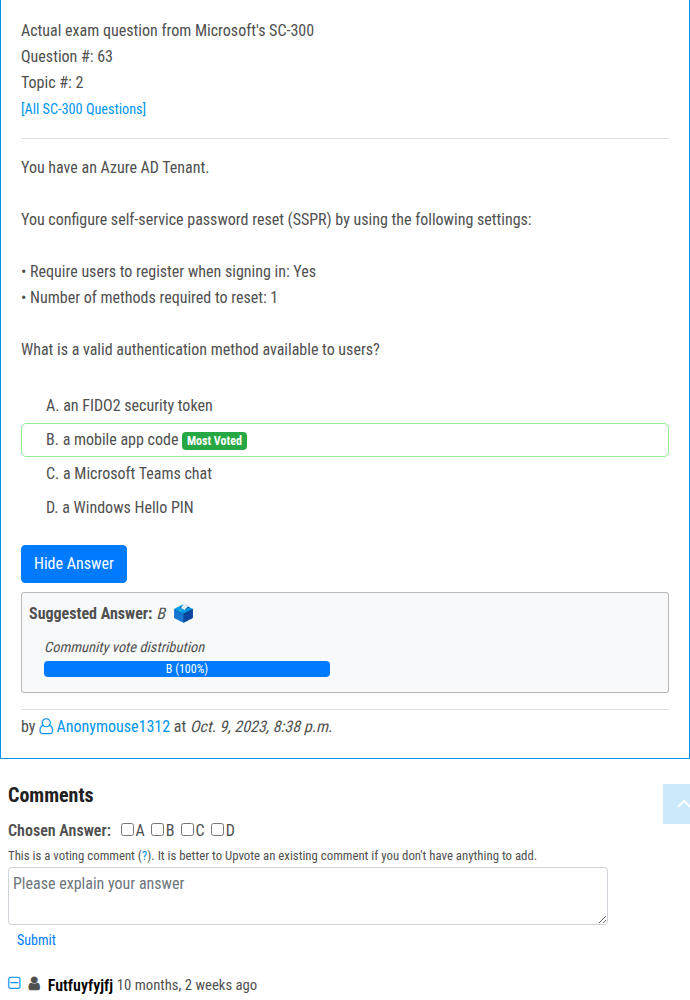 Actual exam question from Microsoft's SC-300
Question #: 63
Topic #: 2
[All SC-300 Questions]
You have an Azure AD Tenant.
You configure self-service password reset (SSPR) by using the following settings:
• Require users to register when signing in: Yes
• Number of methods required to reset: 1
What is a valid authentication method available to users?
A. an FIDO2 security token
B. a mobile app code Most Voted
C. a Microsoft Teams chat
D. a Windows Hello PIN
Hide Answer
Suggested Answer: B
Community vote distribution
B (100%)
by Anonymouse1312 at Oct. 9, 2023, 8:38 p.m.
Comments
Chosen Answer: A B C D
This is a voting comment (?). It is better to Upvote an existing comment if you don't have anything to add.
Please explain your answer
Submit
Futfuyfyjfj 10 months, 2 weeks ago